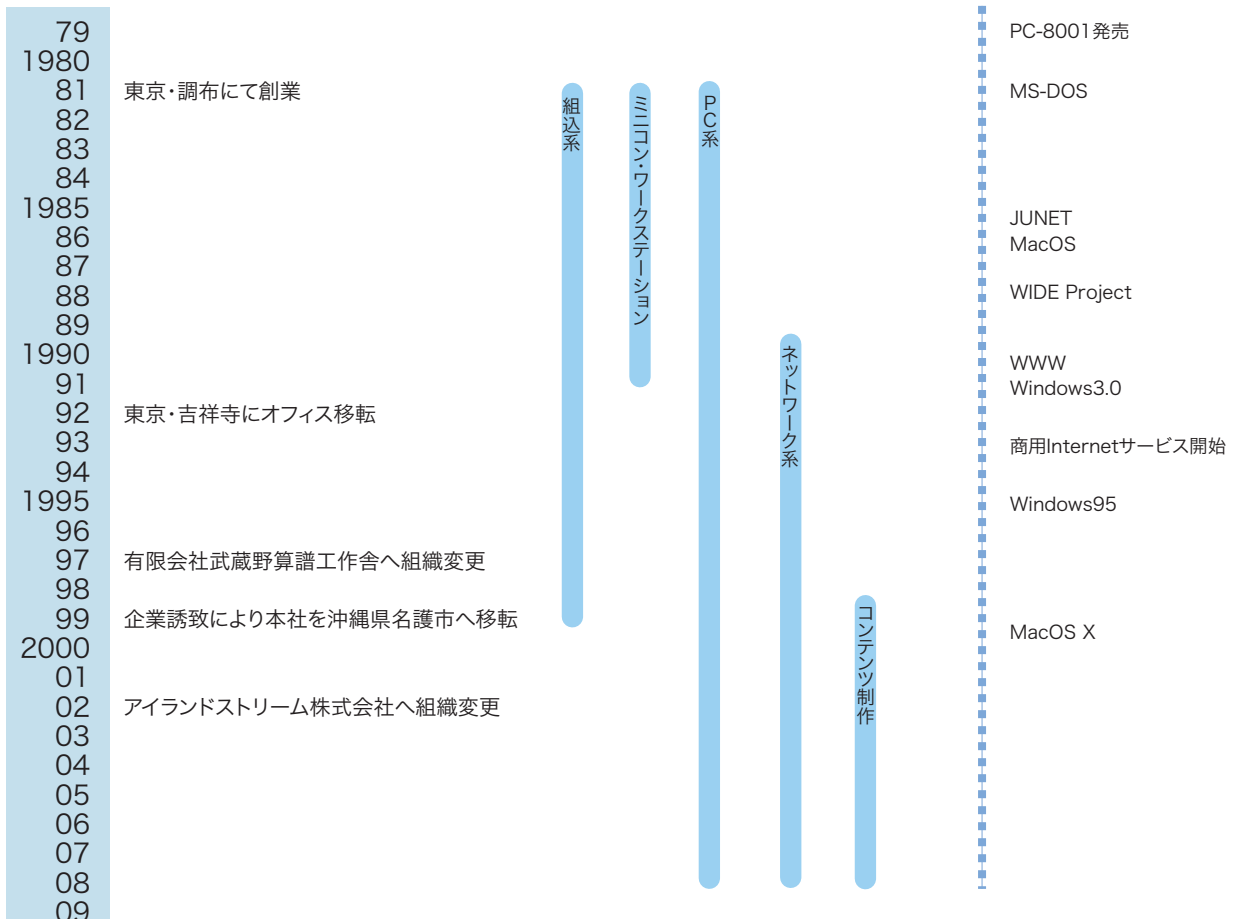 79
PC-8001発売
1980
81
東京・調布にて創業
MS-DOS
82
83
84
1985
JUNET
86
MacOS
87
88
WIDE Project
89
1990
WWW
91
Windows3.0
92
東京・吉祥寺にオフィス移転
93
商用Internetサービス開始
94
1995
Windows95
96
97
有限会社武蔵野算譜工作舎へ組織変更
98
99
企業誘致により本社を沖縄県名護市へ移転
MacOS X
2000
01
02
アイランドストリーム株式会社へ組織変更
03
04
05
06
07
08
09
組込系
ミニコン・ワークステーション
PC系
ネットワーク系
コンテンツ制作